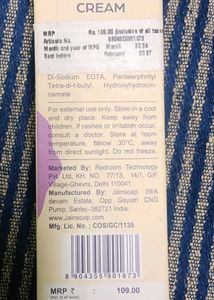 CREAM
MRP Rs. 109.00 (Inclusive of all taxes)
Article No. 8904355901673
Month and year of MFG March 2024
Best before February 2027
Di-Sodium EDTA, Pentaerythrityl
Tetra-di-t-butyl, Hydroxyhydrocin-
namate
For external use only. Store in a cool
and dry place. Keep away from
children. If rashes or irritation occur,
consult a doctor. Store at room
temperature, below 30°C, away
from direct sunlight. Do not freeze.
Marketed By: Redroom Technology
Pvt Ltd, KH. NO. 77/13, 14/1, G/F
Village-Ghevra, Delhi 110041.
Manufactured By: Jainsoap, 39/A
devam Estate, Opp Gayatri CNG
Pump, Santej-382721 India.
www.Jainsoap.com
Mfg. Lic. No.: COS/GC/1135
8 904355 901673
MRP ₹ 109.00